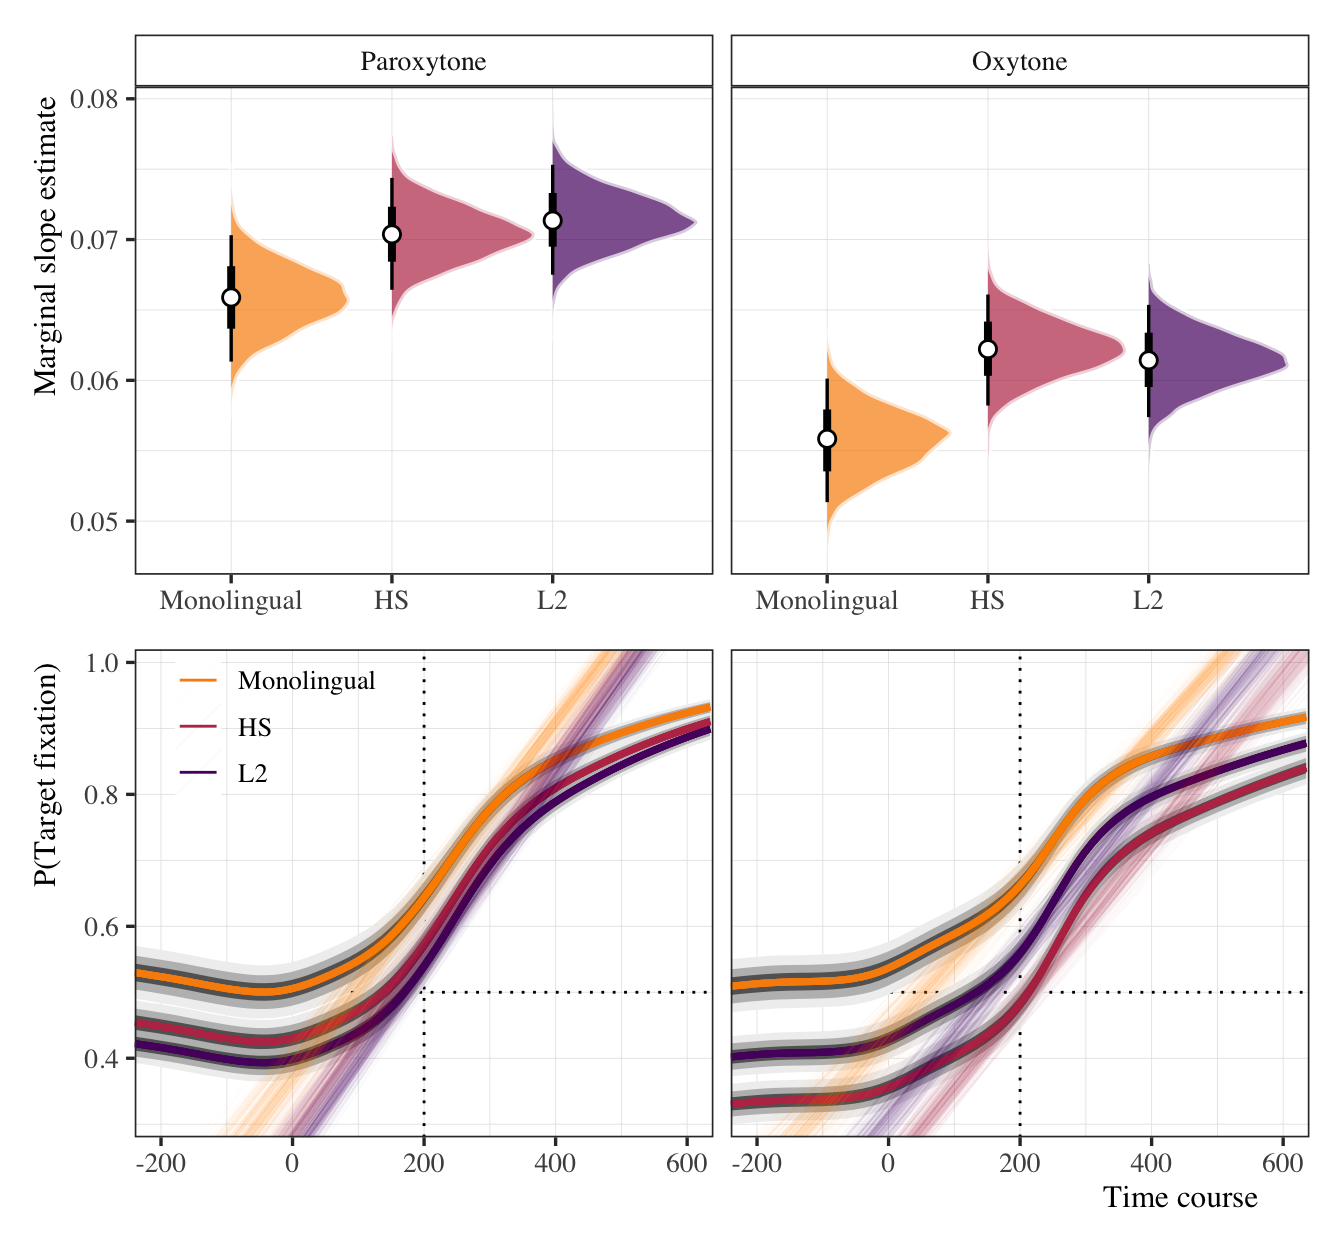 Paroxytone
Oxytone
Marginal slope estimate
0.08
0.07
0.06
0.05
Monolingual HS L2
Monolingual HS L2
P(Target fixation)
1.0
0.8
0.6
0.4
Monolingual
HS
L2
-200 0 200 400 600
-200 0 200 400 600
Time course